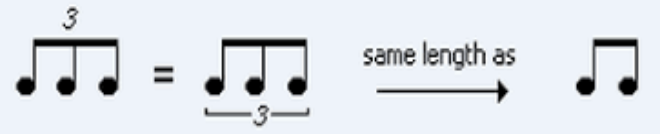 3
=
3
same length as